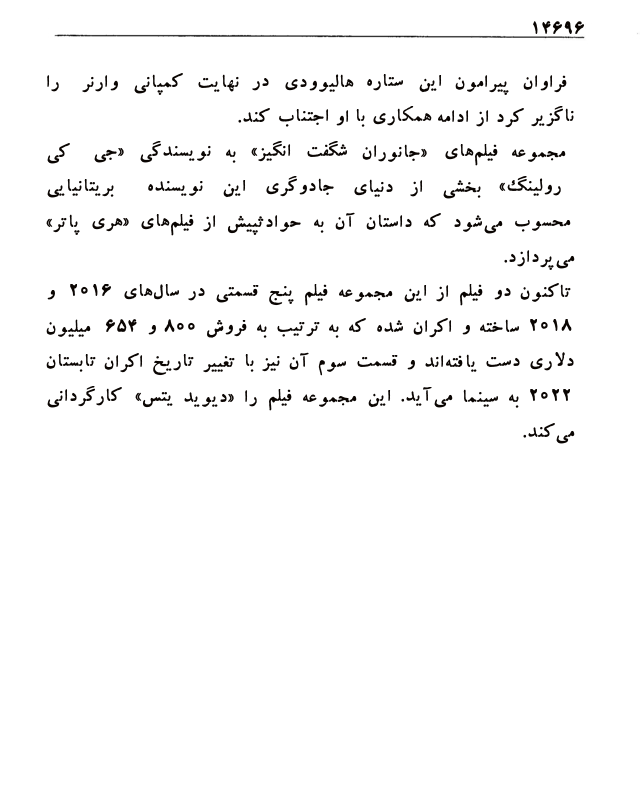 ۱۴۶۹۶
فراوان پیرامون این ستاره هالیوودی در نهایت کمپانی وارنر را
ناگزیر کرد از ادامه همکاری با او اجتناب کند.
مجموعه فیلم‌های «جانوران شگفت انگیز» به نویسندگی «جی کی
رولینگ» بخشی از دنیای جادوگری این نویسنده بریتانیایی
محسوب می‌شود که داستان آن به حوادثپیش از فیلم‌های «هری پاتر»
می‌پردازد.
تاکنون دو فیلم از این مجموعه فیلم پنج قسمتی در سال‌های ۲۰۱۶ و
۲۰۱۸ ساخته و اکران شده که به ترتیب به فروش ۸۰۰ و ۶۵۴ میلیون
دلاری دست یافته‌اند و قسمت سوم آن نیز با تغییر تاریخ اکران تابستان
۲۰۲۲ به سینما می‌آید. این مجموعه فیلم را «دیوید یتس» کارگردانی
می‌کند.